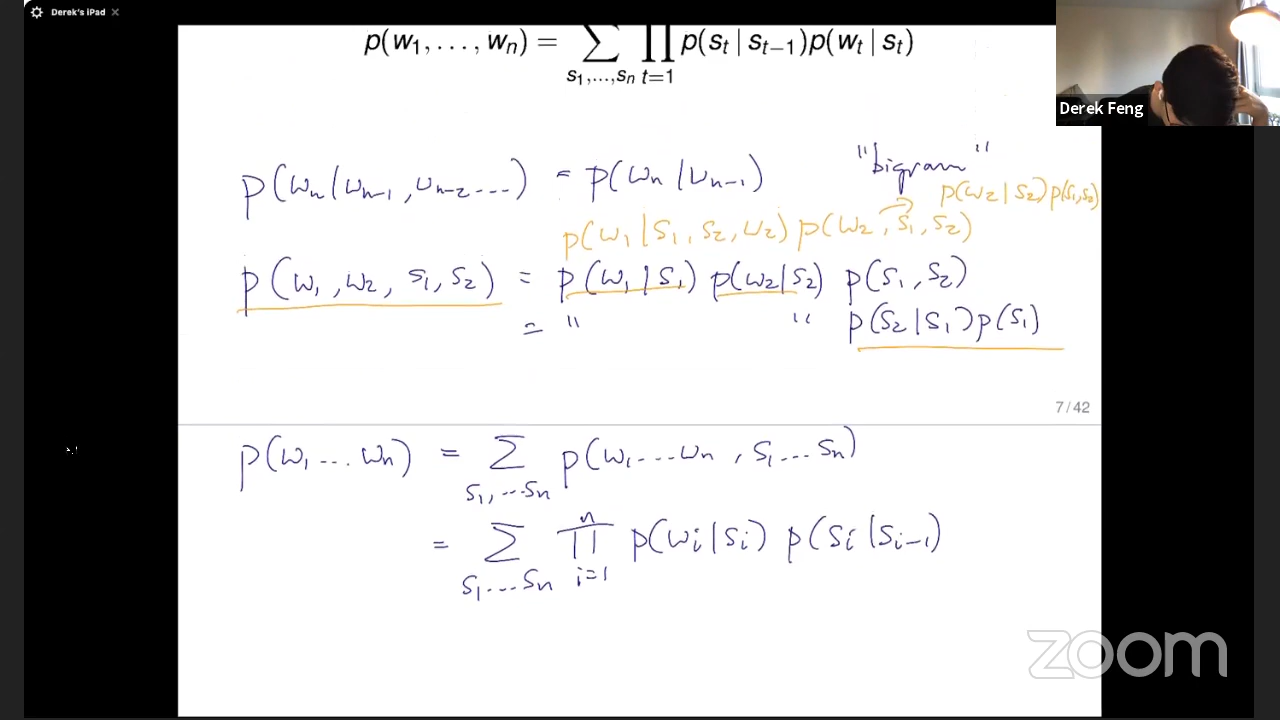 Derek's iPad
p(w₁, …, wₙ) = ∑ ∏ p(sₜ | sₜ₋₁)p(wₜ | sₜ)
s₁,…,sₙ t=1
Derek Feng
p(wₙ | wₙ₋₁, wₙ₋₂ ...) = p(wₙ | wₙ₋₁) "bigram"
p(w₂ | s₂) p(s₁, s₂)
p(w₁ | s₁, s₂, w₂) p(w₂, s₁, s₂)
p(w₁, w₂, s₁, s₂) = p(w₁ | s₁) p(w₂ | s₂) p(s₁, s₂)
= " " p(s₂ | s₁) p(s₁)
7 / 42
p(w₁ ... wₙ) = ∑ p(w₁ ... wₙ, s₁ ... sₙ)
s₁, ... sₙ
n
= ∑ ∏ p(wᵢ | sᵢ) p(sᵢ | sᵢ₋₁)
s₁ ... sₙ i=1
zoom